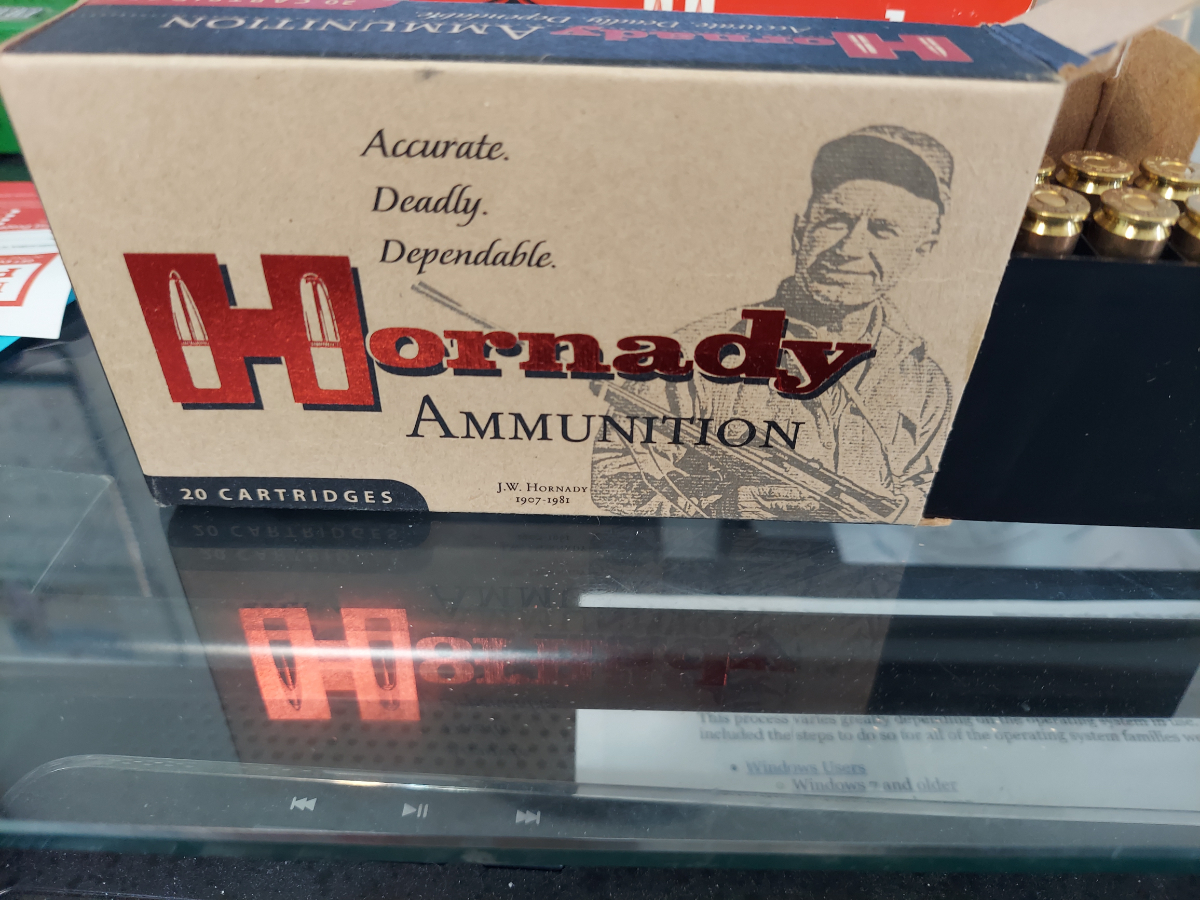 Hornady Ammunition Accurate. Deadly. Dependable.
20 CARTRIDGES
Accurate.
Deadly.
Dependable.
Hornady
AMMUNITION
20 CARTRIDGES
J.W. HORNADY
1907-1981
This process varies greatly depending on the operating system in
included the steps to do so for all of the operating system families
• Windows Users
○ Windows 7 and older